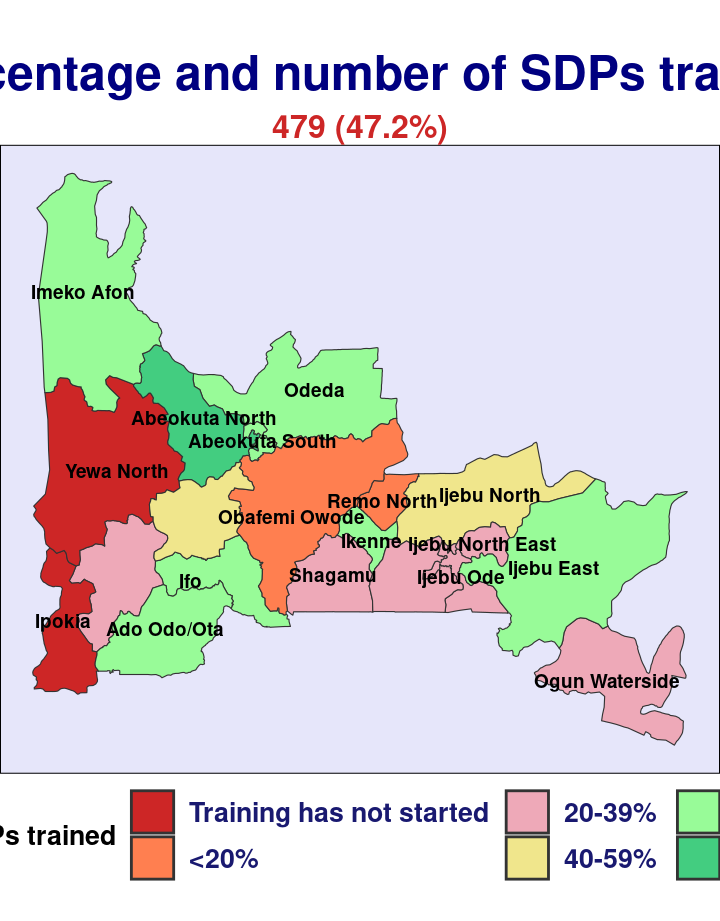 centage and number of SDPs tra
479 (47.2%)
Imeko Afon
Odeda
Abeokuta North
Abeokuta South
Yewa North
Ijebu North
Remo North
Obafemi Owode
Ikenne
Ijebu North East
Ijebu East
Shagamu
Ijebu Ode
Ifo
Ipokia
Ado Odo/Ota
Ogun Waterside
Training has not started
20-39%
Ps trained
<20%
40-59%